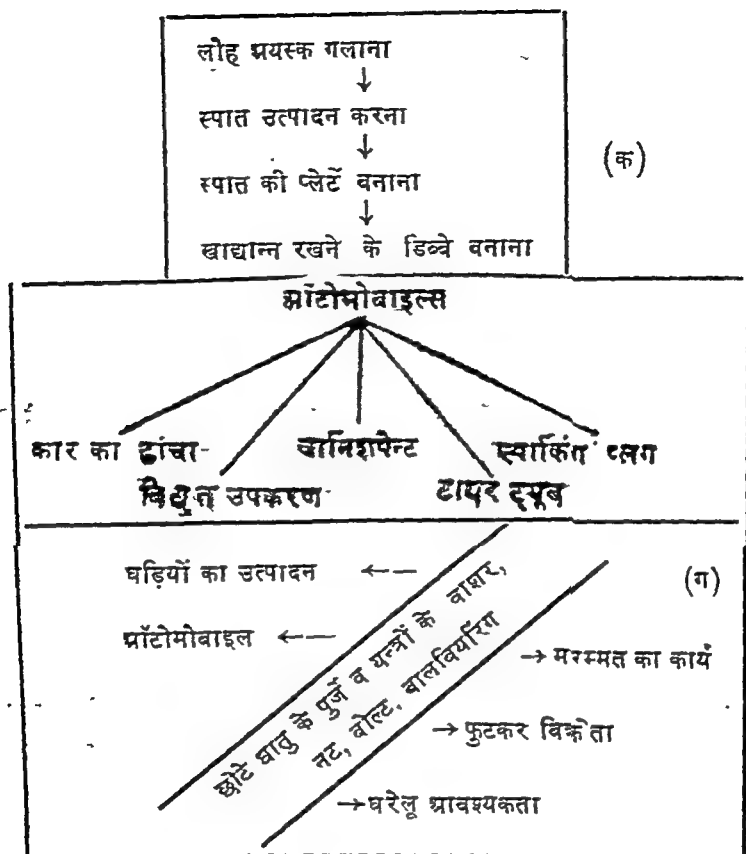 लोह अयस्क गलाना
↓
स्पात उत्पादन करना
↓
स्पात की प्लेटें बनाना
↓
खाद्यान्न रखने के डिब्बे बनाना
(क)
ऑटोमोबाइल्स
कार का ढांचा
वार्निशपेन्ट
स्पार्किंग प्लग
विद्युत उपकरण
टायर ट्यूब
घड़ियों का उत्पादन ←
(ग)
ऑटोमोबाइल ←
छोटे धातु के पुर्जे व यन्त्रों के वाशर,
नट, वोल्ट, वालवियरिंग
→ मरम्मत का कार्य
→ फुटकर विक्रेता
→ घरेलू आवश्यकता